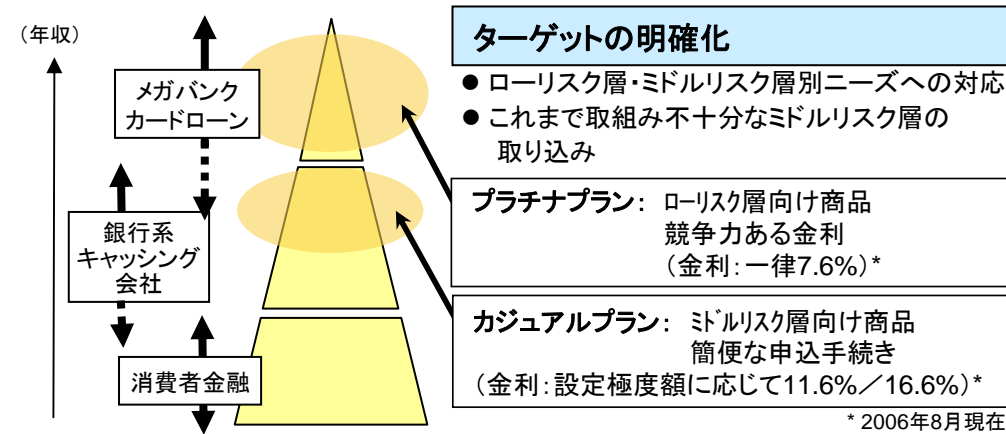 （年収）
メガバンク
カードローン
銀行系
キャッシング
会社
消費者金融
ターゲットの明確化
● ローリスク層・ミドルリスク層別ニーズへの対応
● これまで取組み不十分なミドルリスク層の
取り込み
プラチナプラン： ﾛｰﾘｽｸ層向け商品
競争力ある金利
（金利：一律7.6%）*
カジュアルプラン： ﾐﾄﾞﾙﾘｽｸ層向け商品
簡便な申込手続き
（金利：設定極度額に応じて11.6%／16.6%）*
* 2006年8月現在